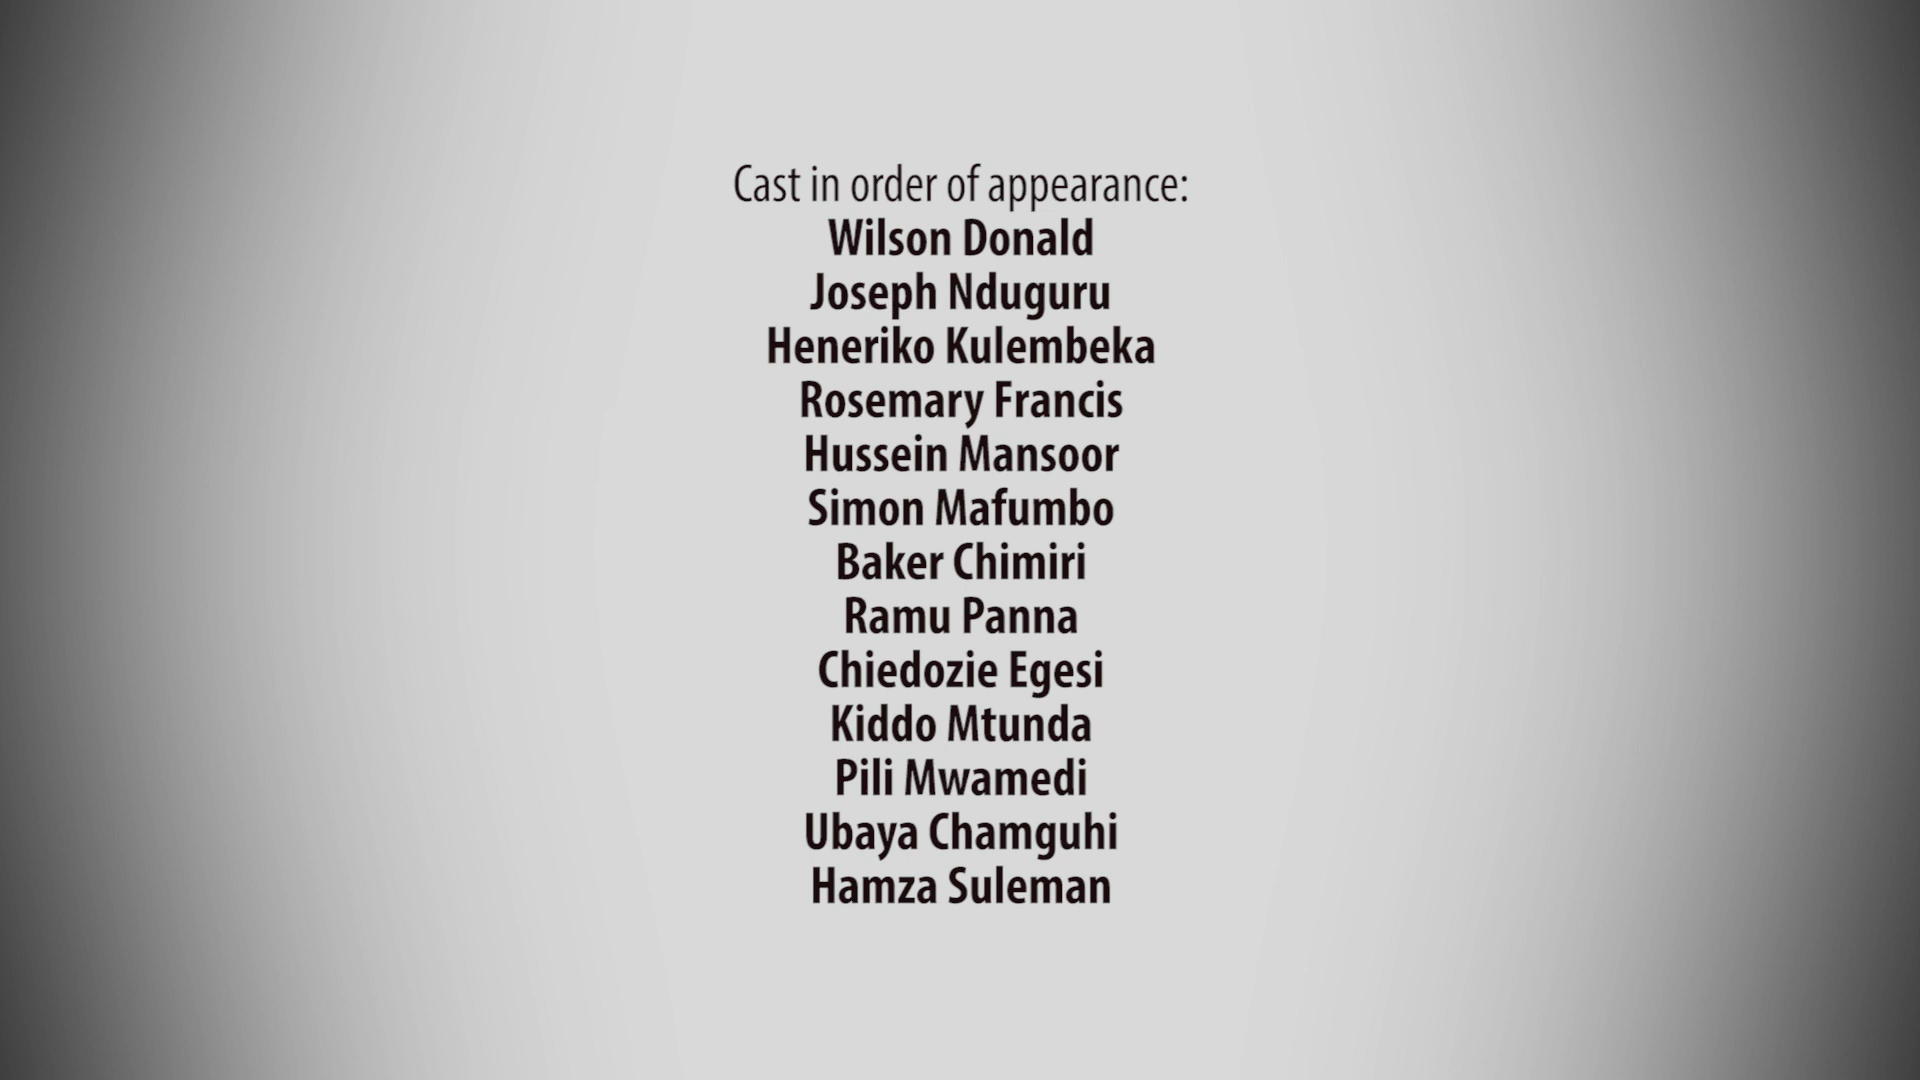 Cast in order of appearance:
Wilson Donald
Joseph Nduguru
Heneriko Kulembeka
Rosemary Francis
Hussein Mansoor
Simon Mafumbo
Baker Chimiri
Ramu Panna
Chiedozie Egesi
Kiddo Mtunda
Pili Mwamedi
Ubaya Chamguhi
Hamza Suleman